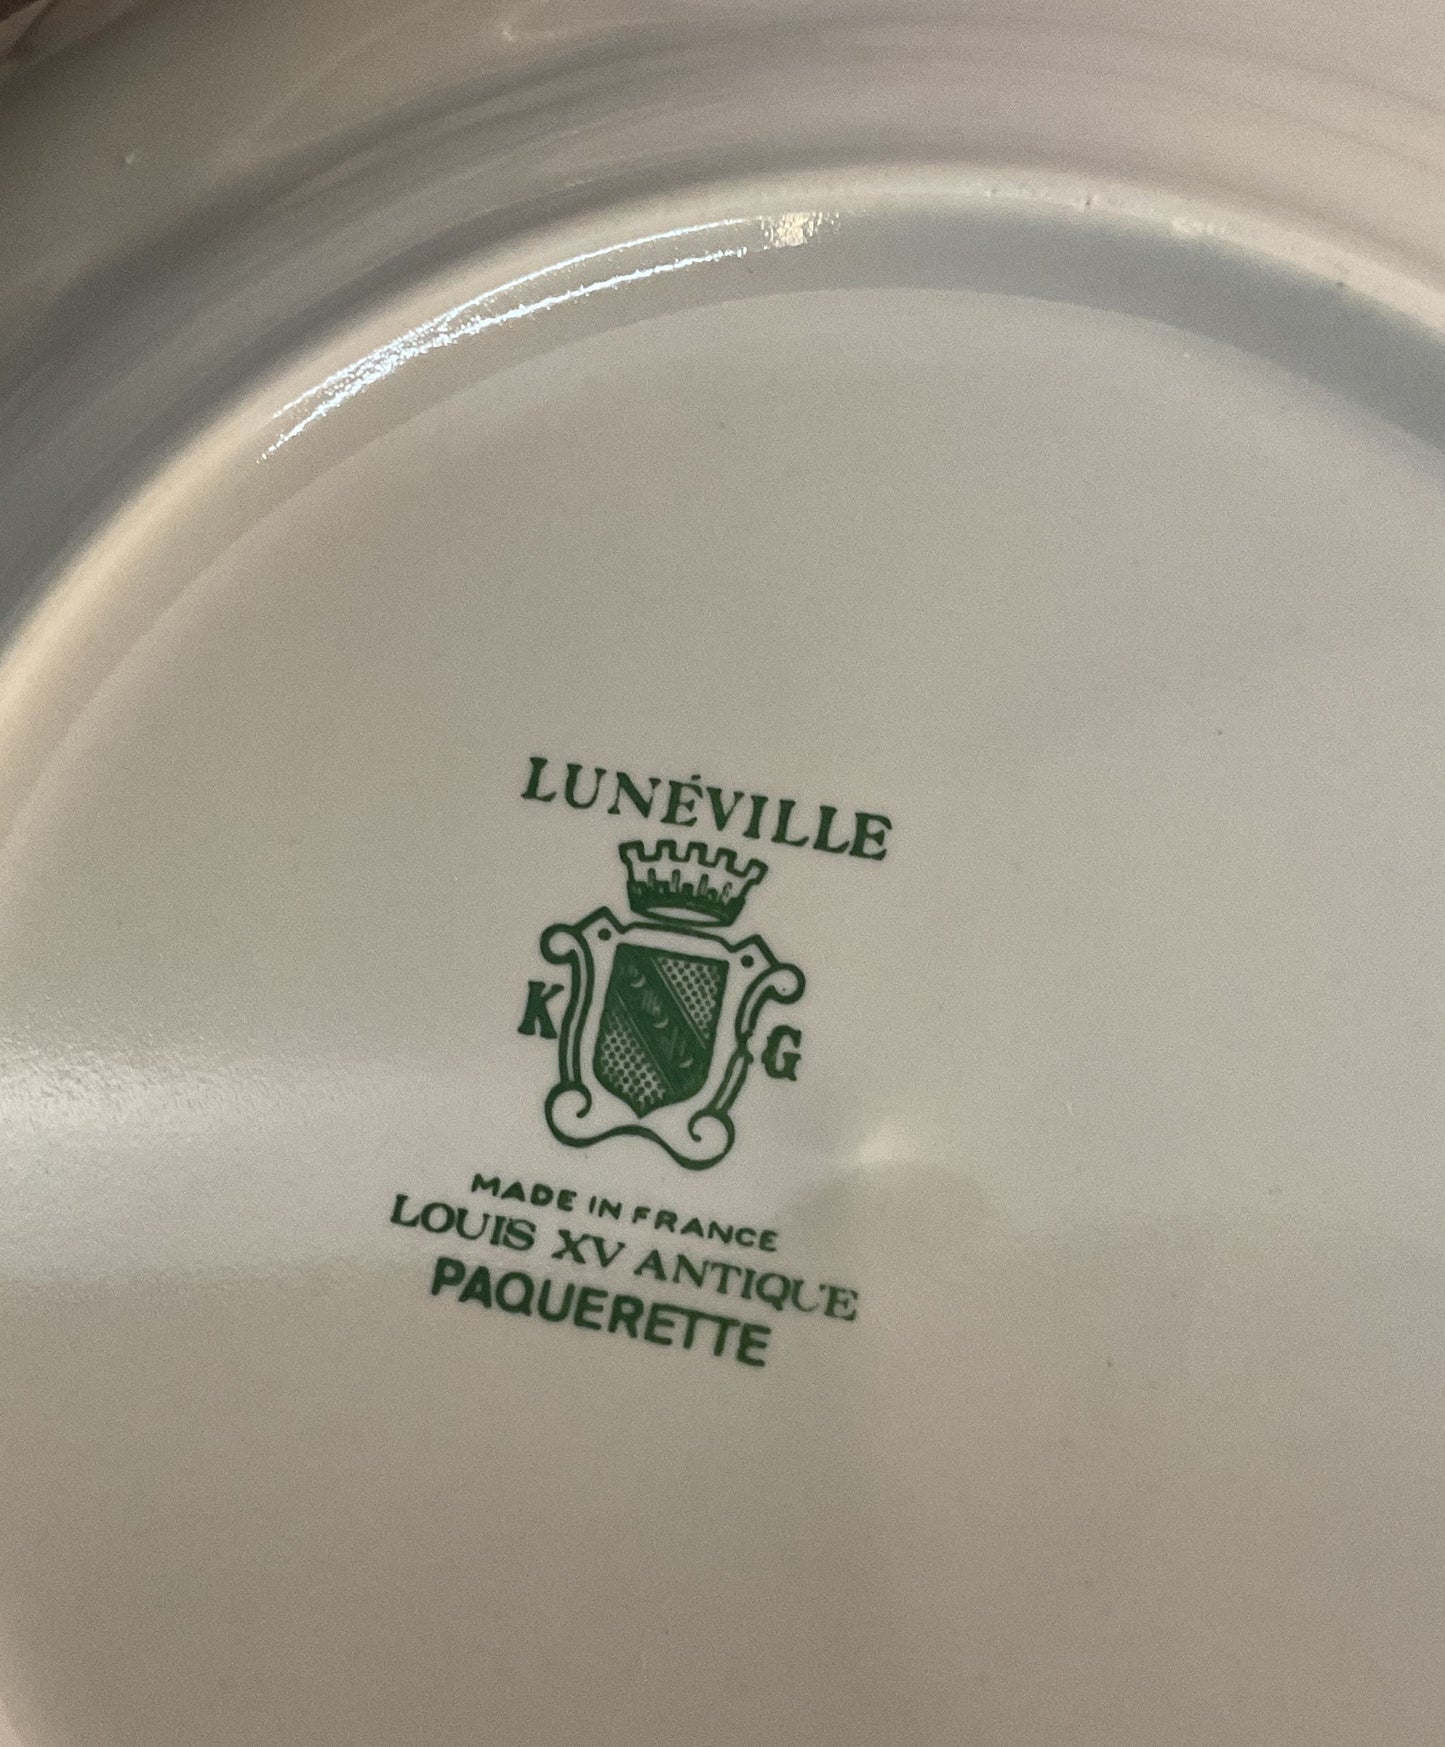 LUNÉVILLE
K G
MADE IN FRANCE
LOUIS XV ANTIQUE
PAQUERETTE